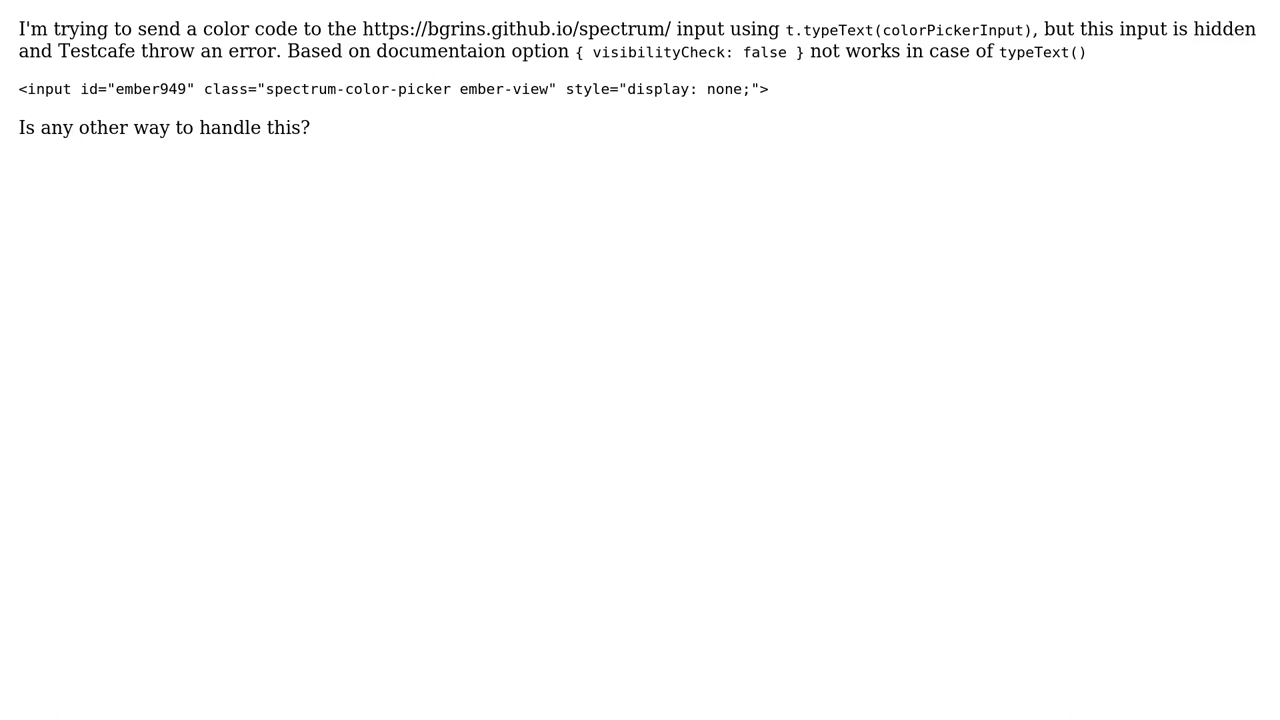 I'm trying to send a color code to the https://bgrins.github.io/spectrum/ input using t.typeText(colorPickerInput), but this input is hidden
and Testcafe throw an error. Based on documentaion option { visibilityCheck: false } not works in case of typeText()
<input id="ember949" class="spectrum-color-picker ember-view" style="display: none;">
Is any other way to handle this?